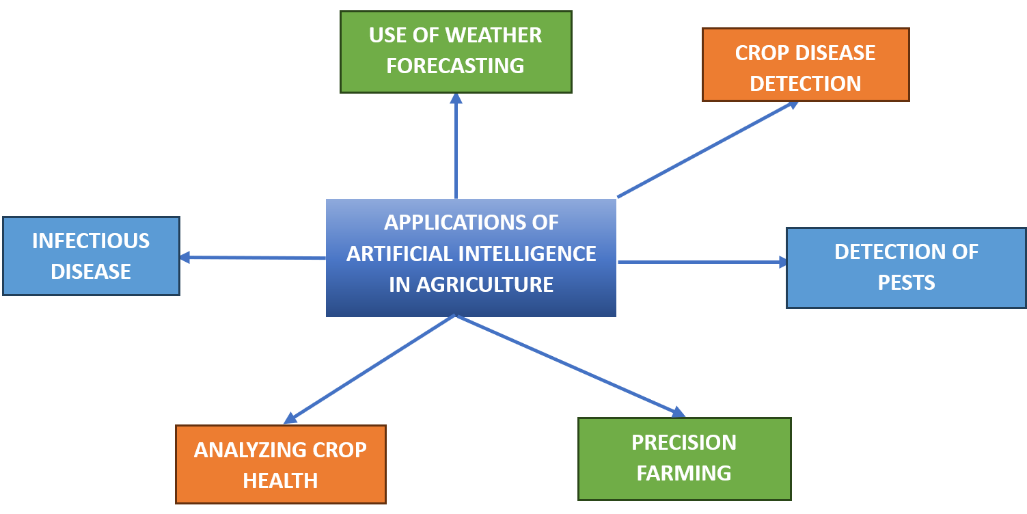 USE OF WEATHER
FORECASTING
CROP DISEASE
DETECTION
APPLICATIONS OF
ARTIFICIAL INTELLIGENCE
IN AGRICULTURE
INFECTIOUS
DISEASE
DETECTION OF
PESTS
ANALYZING CROP
HEALTH
PRECISION
FARMING